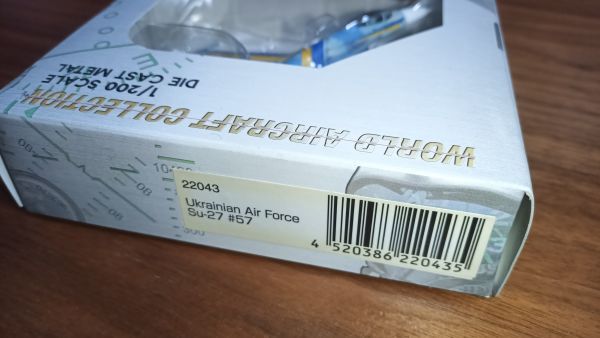 WORLD AIRCRAFT COLLECTION
1/200 SCALE
DIE CAST METAL
22043
Ukrainian Air Force
Su-27 #57
4 520386 220435